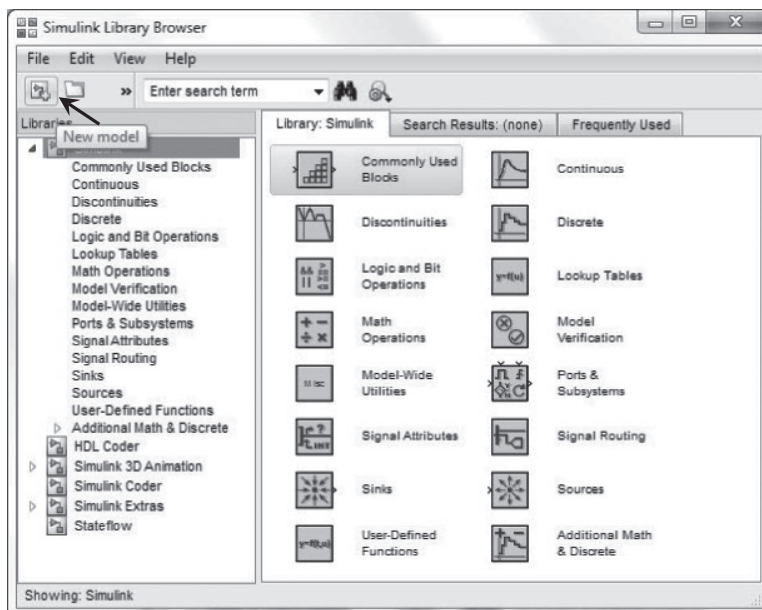 Simulink Library Browser
File Edit View Help
» Enter search term
Libraries
New model
Commonly Used Blocks
Continuous
Discontinuities
Discrete
Logic and Bit Operations
Lookup Tables
Math Operations
Model Verification
Model-Wide Utilities
Ports & Subsystems
Signal Attributes
Signal Routing
Sinks
Sources
User-Defined Functions
Additional Math & Discrete
HDL Coder
Simulink 3D Animation
Simulink Coder
Simulink Extras
Stateflow
Library: Simulink Search Results: (none) Frequently Used
Commonly Used
Blocks
Continuous
Discontinuities
Discrete
Logic and Bit
Operations
y=f(u)
Lookup Tables
Math
Operations
Model
Verification
Model-Wide
Utilities
Ports &
Subsystems
Signal Attributes
Signal Routing
Sinks
Sources
y=f(u)
User-Defined
Functions
Additional Math
& Discrete
Showing: Simulink